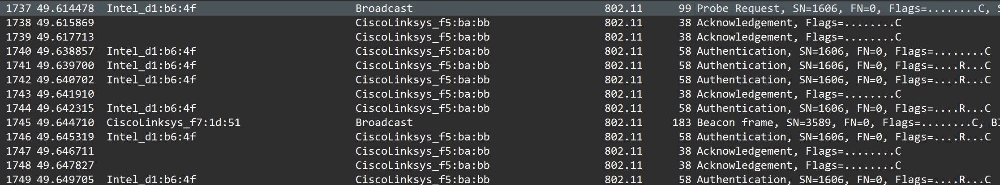 1737 49.614478 Intel_d1:b6:4f Broadcast 802.11 99 Probe Request, SN=1606, FN=0, Flags=........C, S
1738 49.615869 CiscoLinksys_f5:ba:bb 802.11 38 Acknowledgement, Flags=........C
1739 49.617713 CiscoLinksys_f5:ba:bb 802.11 38 Acknowledgement, Flags=........C
1740 49.638857 Intel_d1:b6:4f CiscoLinksys_f5:ba:bb 802.11 58 Authentication, SN=1606, FN=0, Flags=........C
1741 49.639700 Intel_d1:b6:4f CiscoLinksys_f5:ba:bb 802.11 58 Authentication, SN=1606, FN=0, Flags=....R...C
1742 49.640702 Intel_d1:b6:4f CiscoLinksys_f5:ba:bb 802.11 58 Authentication, SN=1606, FN=0, Flags=....R...C
1743 49.641910 CiscoLinksys_f5:ba:bb 802.11 38 Acknowledgement, Flags=........C
1744 49.642315 Intel_d1:b6:4f CiscoLinksys_f5:ba:bb 802.11 58 Authentication, SN=1606, FN=0, Flags=....R...C
1745 49.644710 CiscoLinksys_f7:1d:51 Broadcast 802.11 183 Beacon frame, SN=3589, FN=0, Flags=........C, BI
1746 49.645319 Intel_d1:b6:4f CiscoLinksys_f5:ba:bb 802.11 58 Authentication, SN=1606, FN=0, Flags=....R...C
1747 49.646711 CiscoLinksys_f5:ba:bb 802.11 38 Acknowledgement, Flags=........C
1748 49.647827 CiscoLinksys_f5:ba:bb 802.11 38 Acknowledgement, Flags=........C
1749 49.649705 Intel_d1:b6:4f CiscoLinksys_f5:ba:bb 802.11 58 Authentication, SN=1606, FN=0, Flags=....R...C